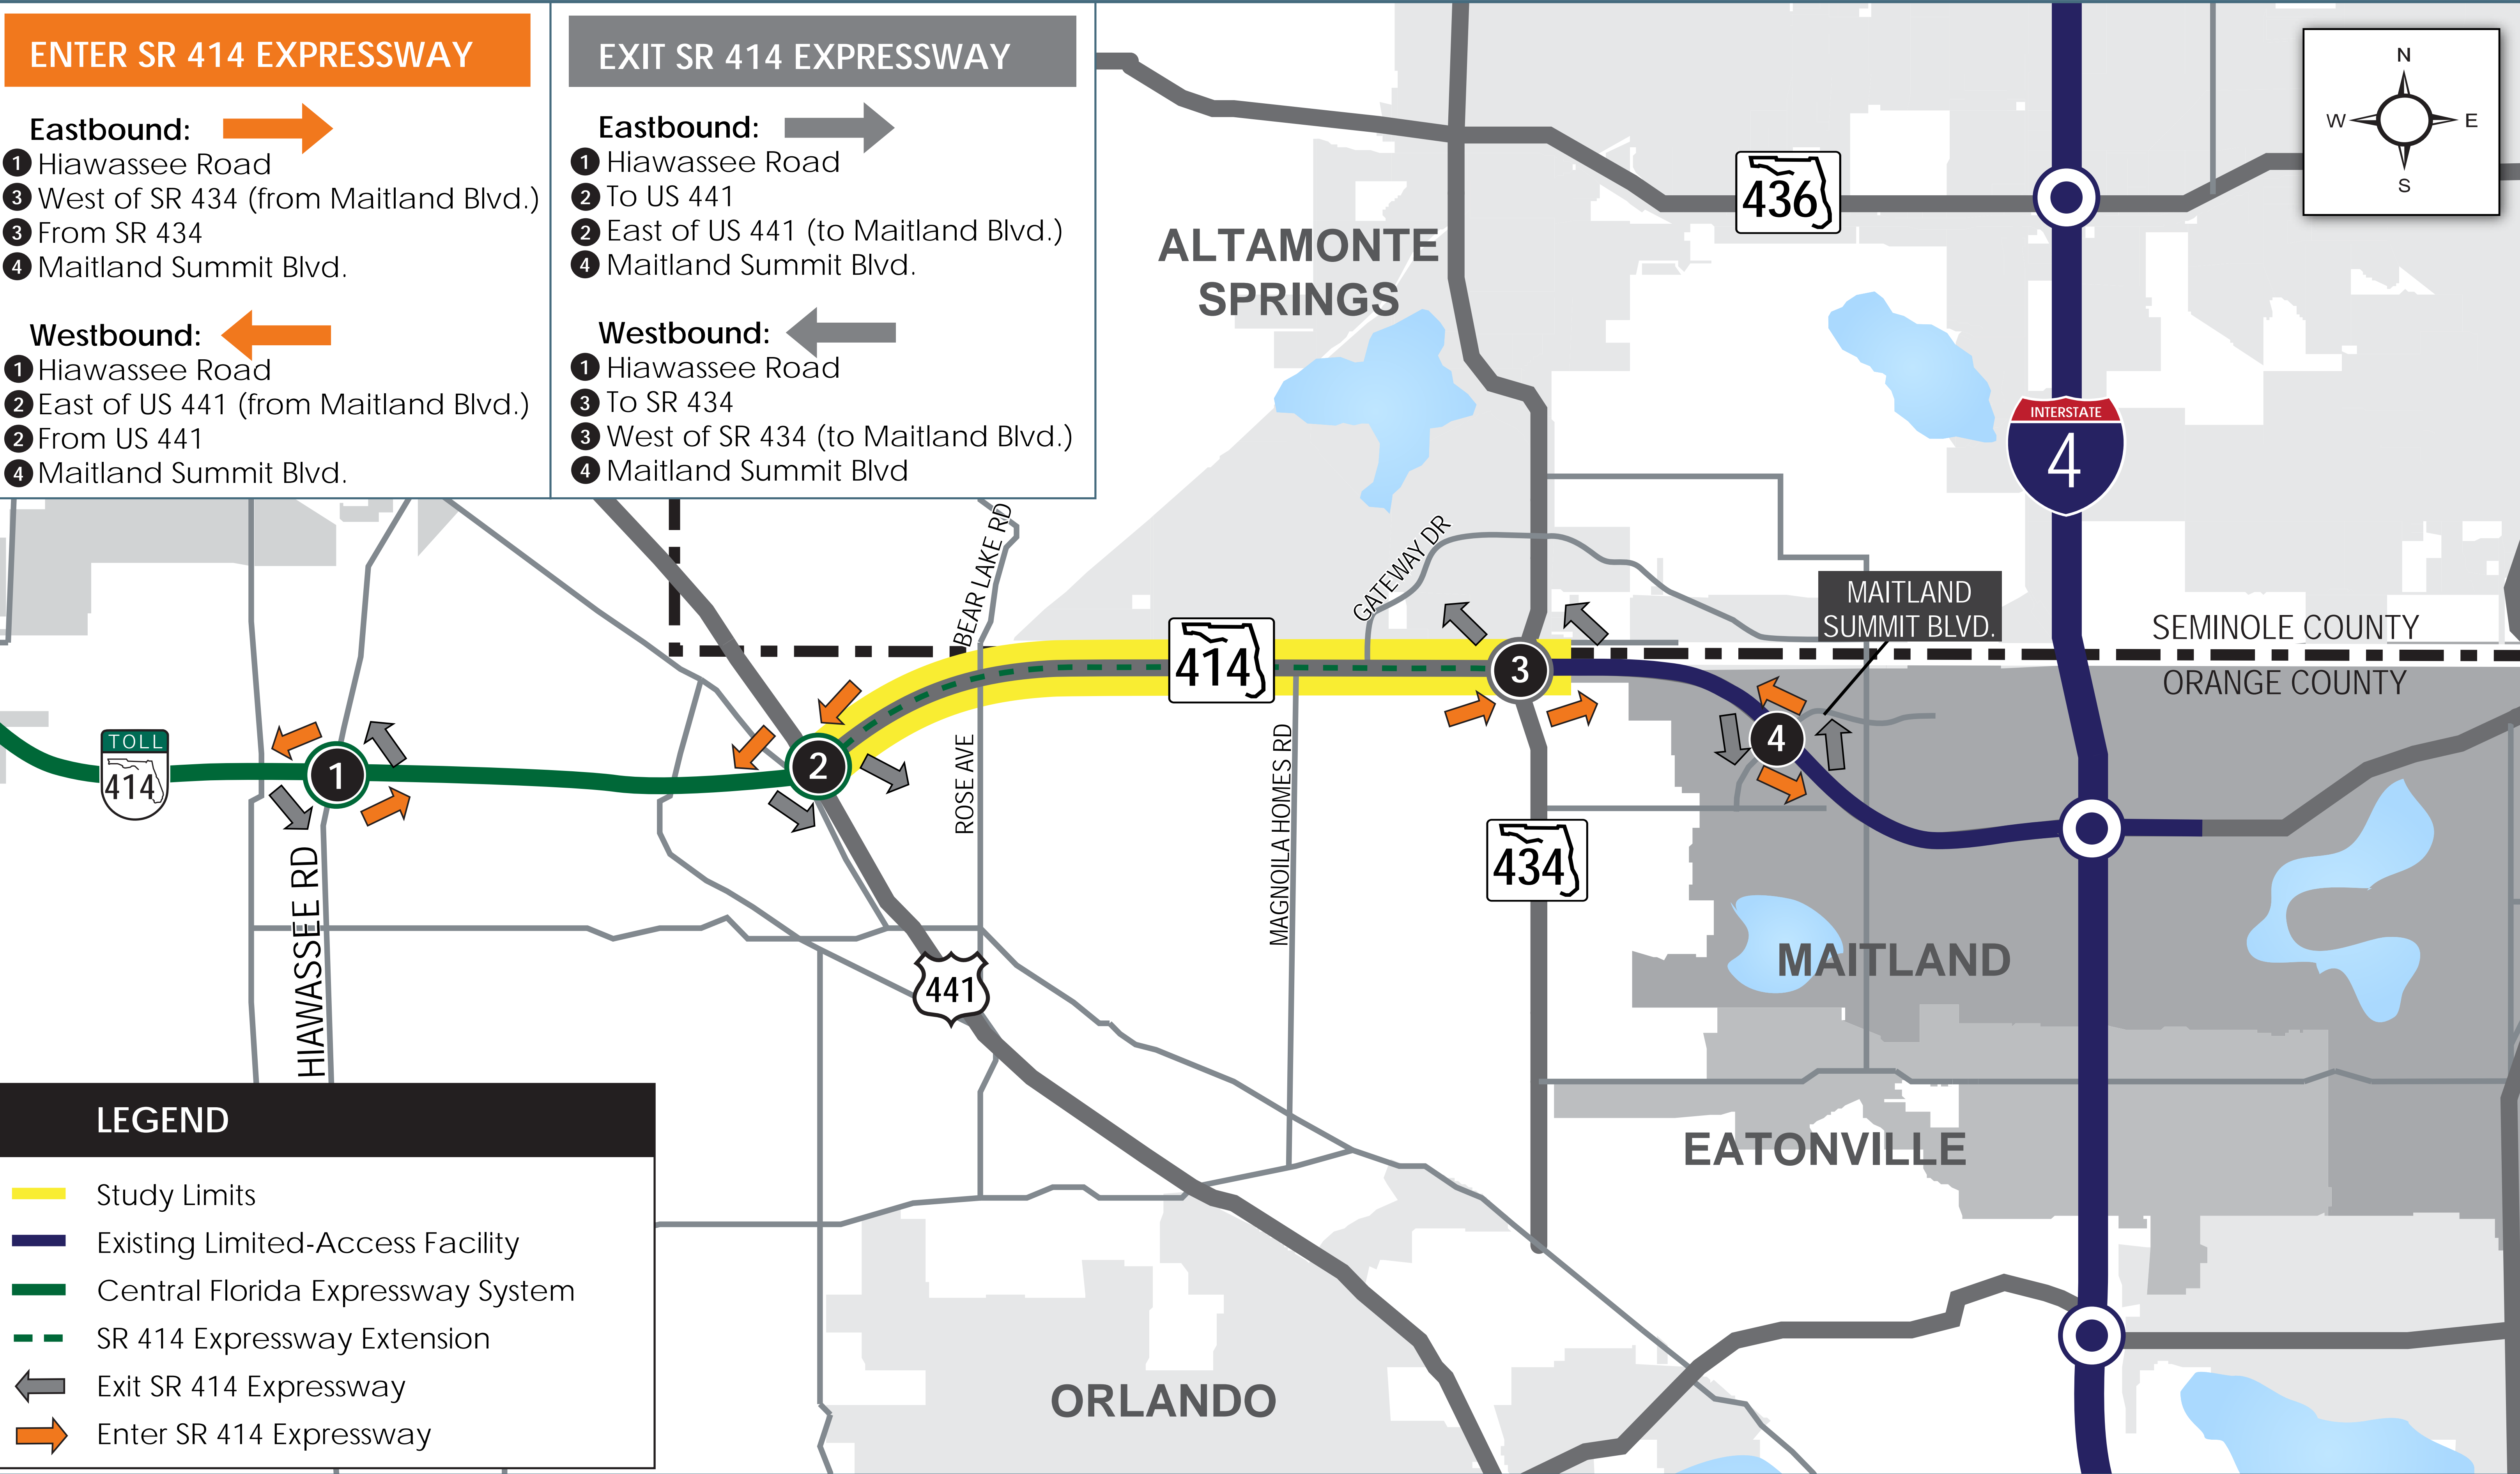 ENTER SR 414 EXPRESSWAY
Eastbound:
1 Hiawassee Road
3 West of SR 434 (from Maitland Blvd.)
3 From SR 434
4 Maitland Summit Blvd.
Westbound:
1 Hiawassee Road
2 East of US 441 (from Maitland Blvd.)
2 From US 441
4 Maitland Summit Blvd.
EXIT SR 414 EXPRESSWAY
Eastbound:
1 Hiawassee Road
2 To US 441
2 East of US 441 (to Maitland Blvd.)
4 Maitland Summit Blvd.
Westbound:
1 Hiawassee Road
3 To SR 434
3 West of SR 434 (to Maitland Blvd.)
4 Maitland Summit Blvd
N
W
E
S
436
ALTAMONTE
SPRINGS
INTERSTATE
4
BEAR LAKE RD
GATEWAY DR
MAITLAND
SUMMIT BLVD.
SEMINOLE COUNTY
ORANGE COUNTY
414
3
4
TOLL
414
1
2
ROSE AVE
MAGNOILA HOMES RD
434
HIAWASSEE RD
441
MAITLAND
EATONVILLE
ORLANDO
LEGEND
Study Limits
Existing Limited-Access Facility
Central Florida Expressway System
SR 414 Expressway Extension
Exit SR 414 Expressway
Enter SR 414 Expressway